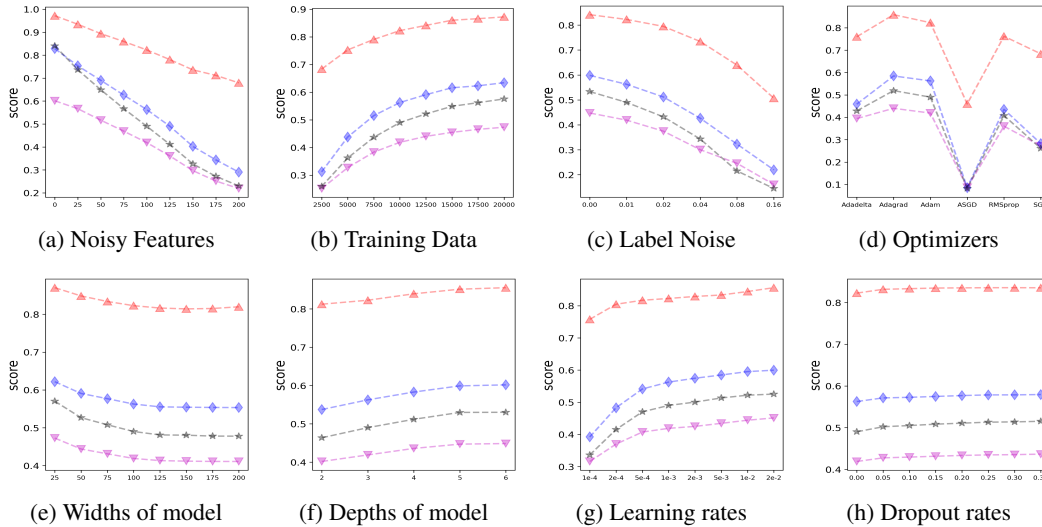 1.0
0.9
0.8
0.7
0.6
0.5
0.4
0.3
0.2
score
0 25 50 75 100 125 150 175 200
(a) Noisy Features
0.9
0.8
0.7
0.6
0.5
0.4
0.3
score
2500 5000 7500 10000 12500 15000 17500 20000
(b) Training Data
0.8
0.7
0.6
0.5
0.4
0.3
0.2
score
0.00 0.01 0.02 0.04 0.08 0.16
(c) Label Noise
0.8
0.7
0.6
0.5
0.4
0.3
0.2
0.1
score
Adadelta Adagrad Adam ASGD RMSprop SG
(d) Optimizers
0.8
0.7
0.6
0.5
0.4
score
25 50 75 100 125 150 175 200
(e) Widths of model
0.8
0.7
0.6
0.5
0.4
score
2 3 4 5 6
(f) Depths of model
0.8
0.7
0.6
0.5
0.4
0.3
score
1e-4 2e-4 5e-4 1e-3 2e-3 5e-3 1e-2 2e-2
(g) Learning rates
0.8
0.7
0.6
0.5
0.4
score
0.00 0.05 0.10 0.15 0.20 0.25 0.30 0.3
(h) Dropout rates